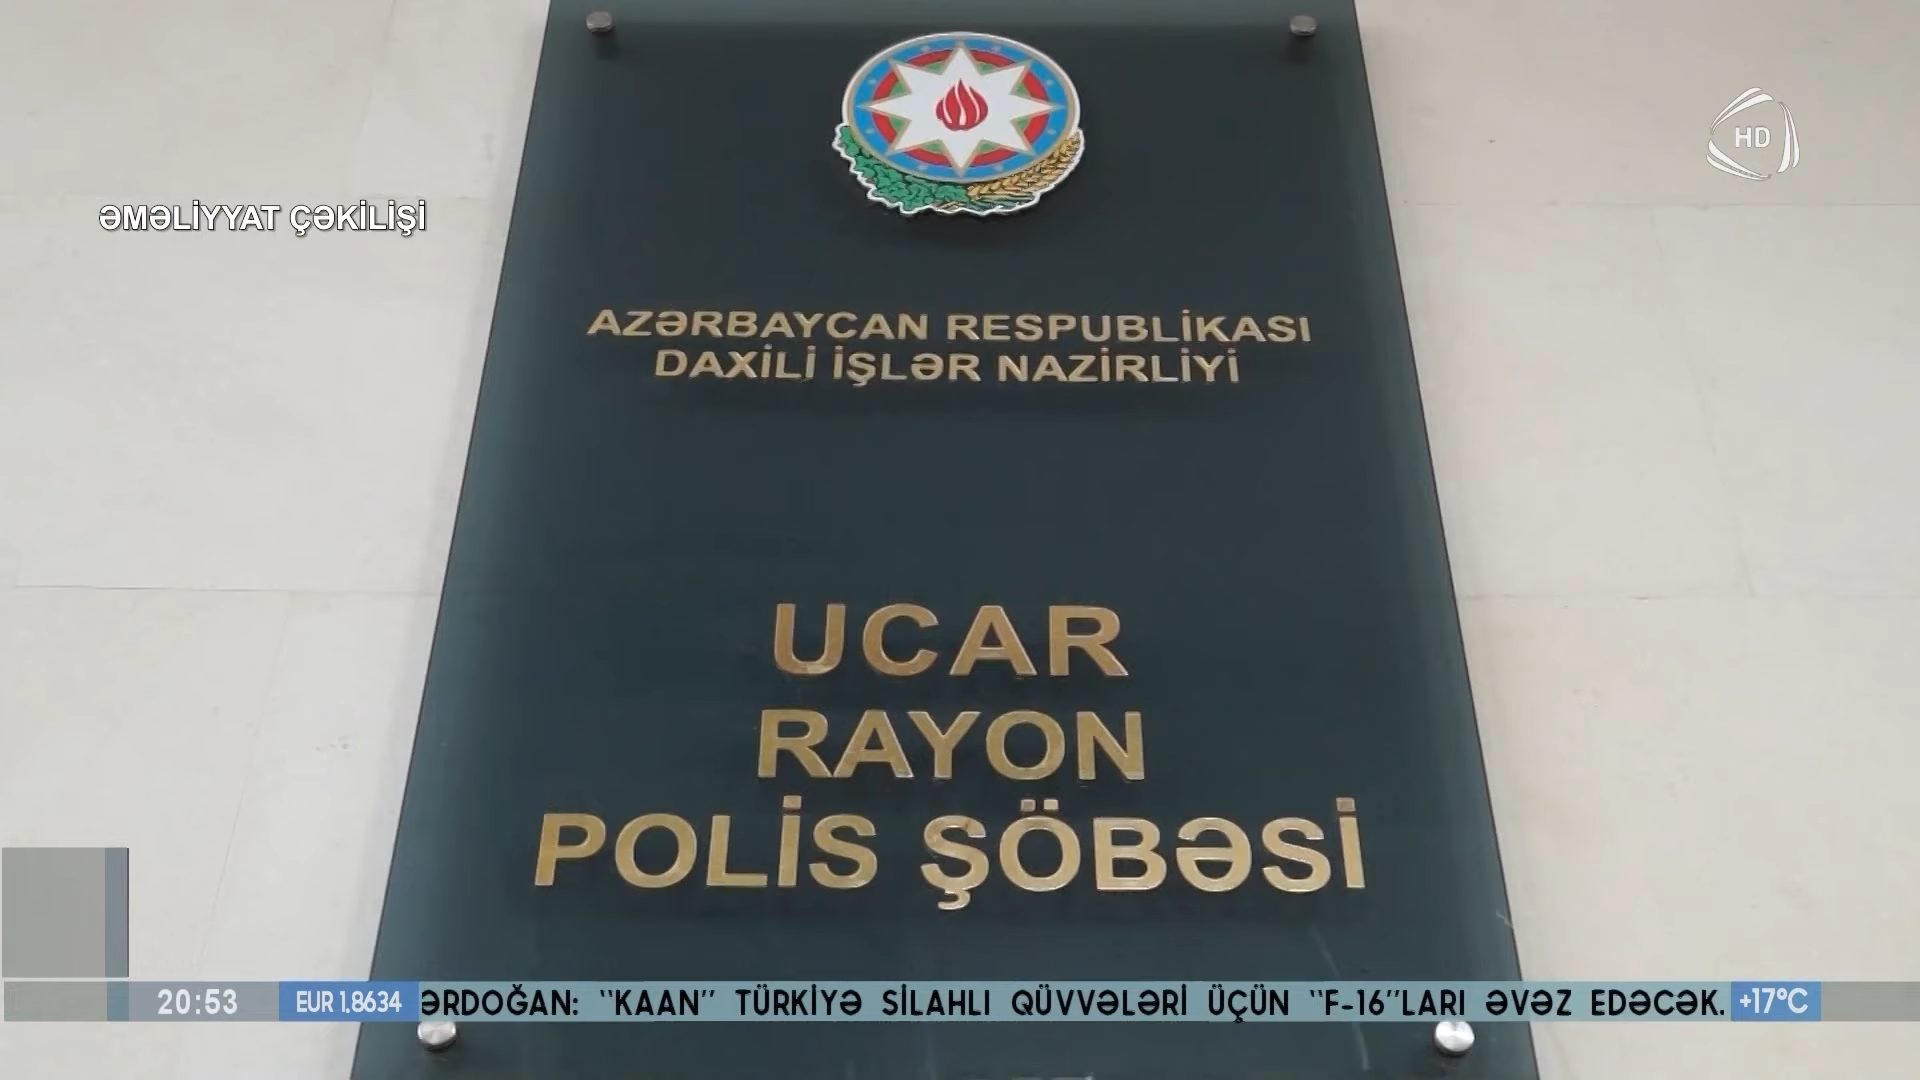 HD
ƏMƏLİYYAT ÇƏKİLİŞİ
AZƏRBAYCAN RESPUBLİKASI
DAXİLİ İŞLƏR NAZİRLİYİ
UCAR
RAYON
POLİS ŞÖBƏSİ
20:53 EUR 1,8634 ƏRDOĞAN: "KAAN" TÜRKİYƏ SİLAHLI QÜVVƏLƏRİ ÜÇÜN "F-16"LARI ƏVƏZ EDƏCƏK. +17°C